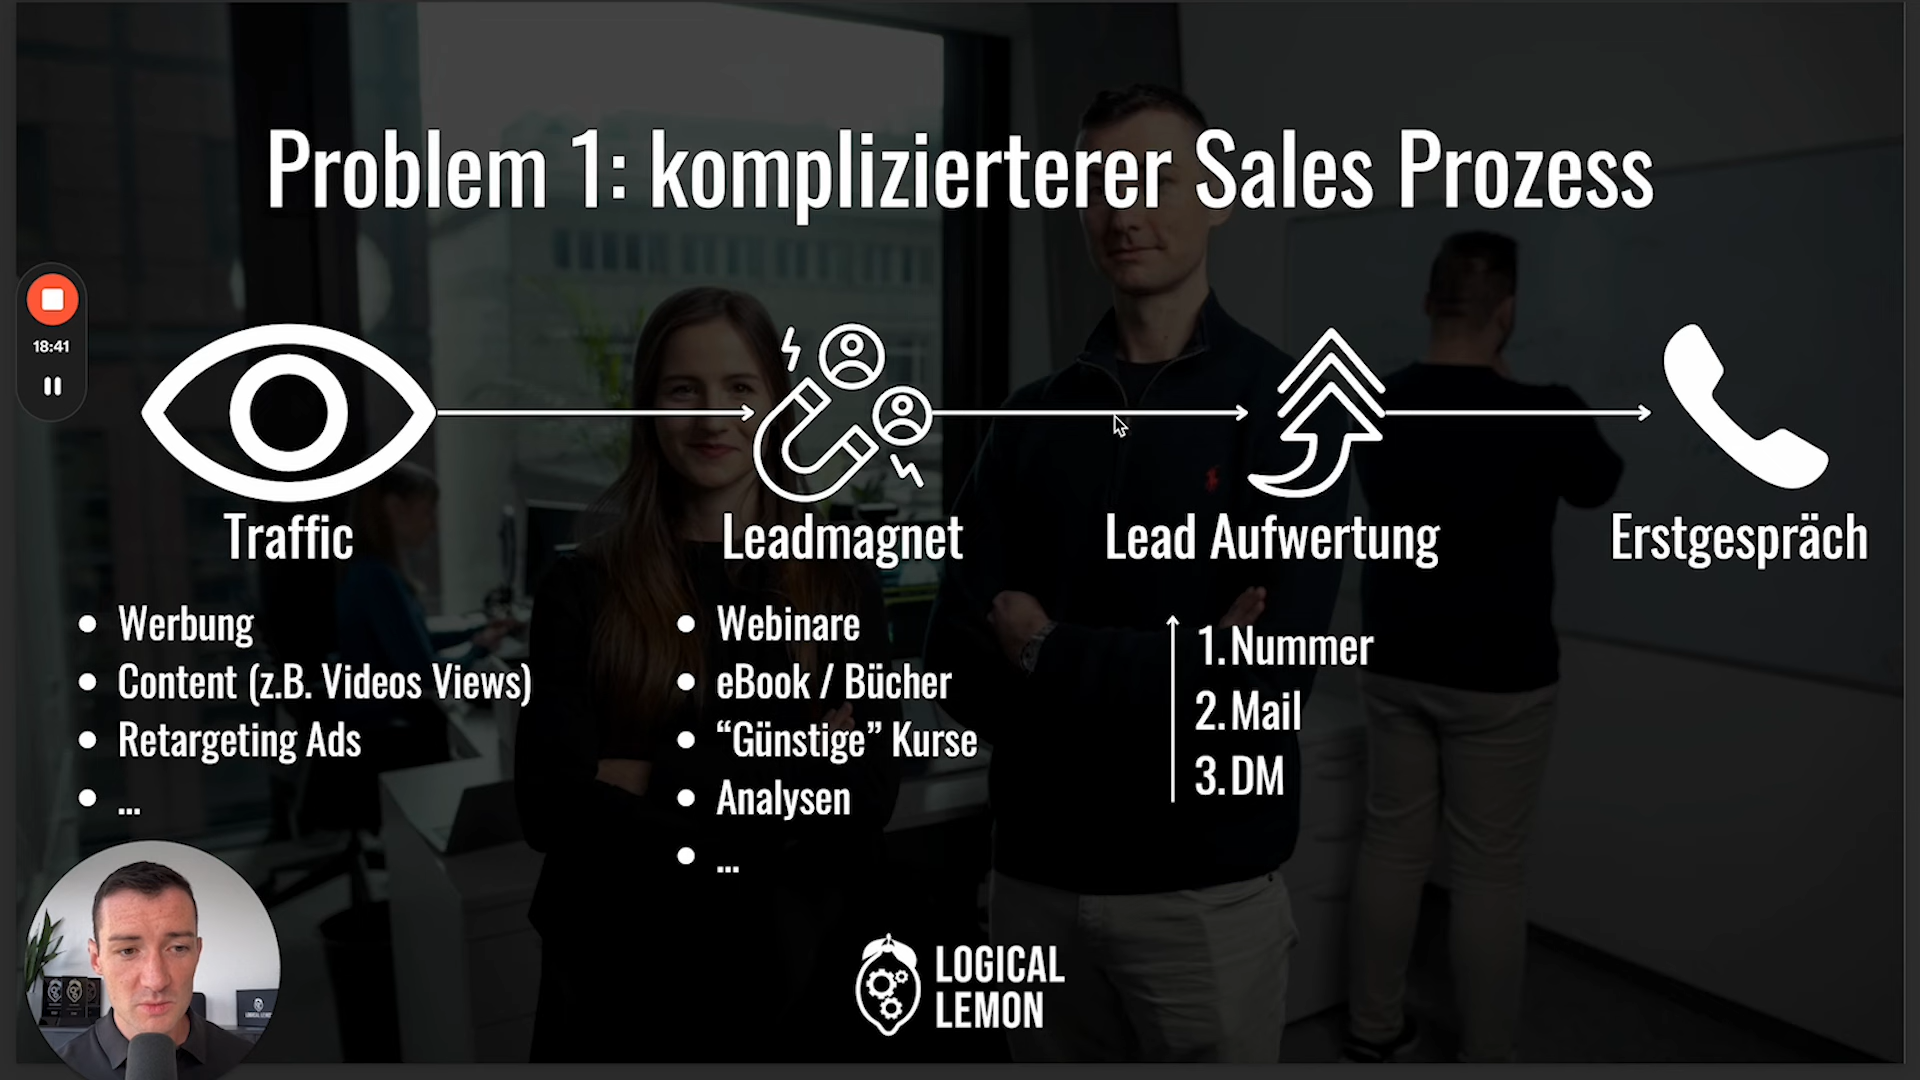 Problem 1: komplizierterer Sales Prozess
18:41
Traffic
Leadmagnet
Lead Aufwertung
Erstgespräch
• Werbung
• Content (z.B. Videos Views)
• Retargeting Ads
• ...
• Webinare
• eBook / Bücher
• “Günstige” Kurse
• Analysen
• ...
1. Nummer
2. Mail
3. DM
LOGICAL
LEMON